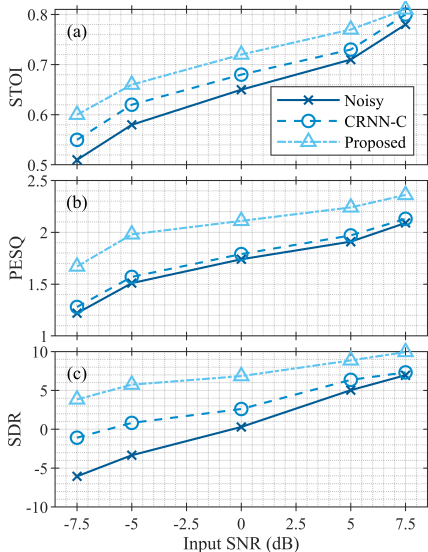 0.8
(a)
0.7
STOI
0.6
0.5
Noisy
CRNN-C
Proposed
2.5
(b)
2
PESQ
1.5
1
10
(c)
5
SDR
0
-5
-10
-7.5 -5 -2.5 0 2.5 5 7.5
Input SNR (dB)